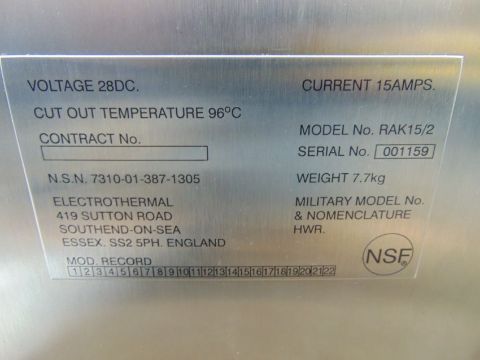 VOLTAGE 28DC. CURRENT 15AMPS.
CUT OUT TEMPERATURE 96°C
CONTRACT No. MODEL No. RAK15/2
SERIAL No. 001159
N.S.N. 7310-01-387-1305 WEIGHT 7.7kg
ELECTROTHERMAL
419 SUTTON ROAD
SOUTHEND-ON-SEA
ESSEX. SS2 5PH. ENGLAND
MILITARY MODEL No.
& NOMENCLATURE
HWR.
MOD. RECORD
1 2 3 4 5 6 7 8 9 10 11 12 13 14 15 16 17 18 19 20 21 22
NSF®